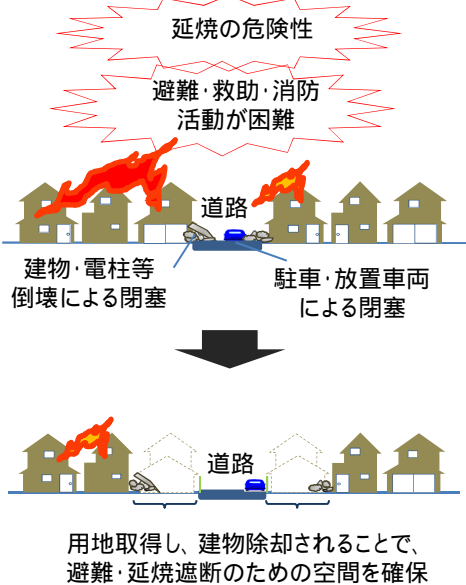 延焼の危険性
避難･救助･消防
活動が困難
道路
建物･電柱等
倒壊による閉塞
駐車･放置車両
による閉塞
道路
用地取得し、建物除却されることで、
避難･延焼遮断のための空間を確保